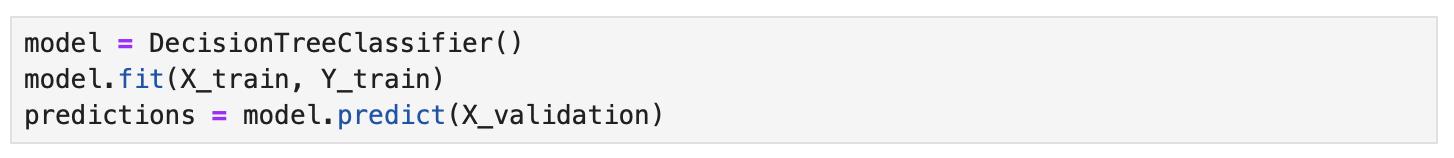 model = DecisionTreeClassifier()
model.fit(X_train, Y_train)
predictions = model.predict(X_validation)